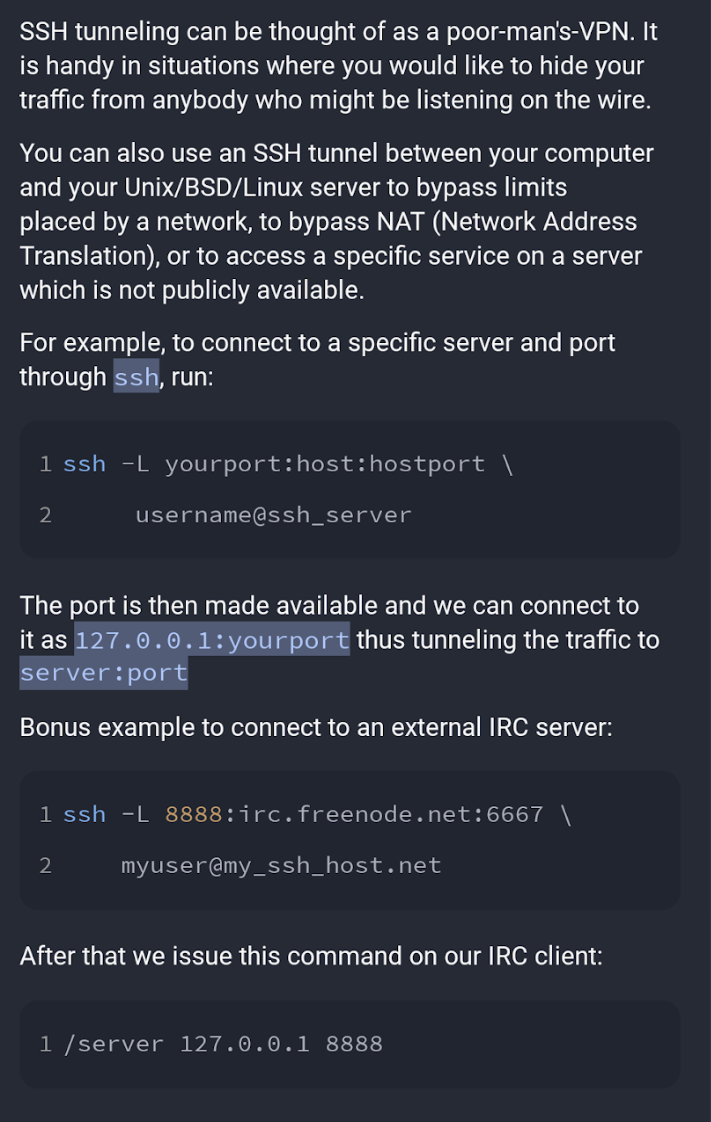 SSH tunneling can be thought of as a poor-man's-VPN. It
is handy in situations where you would like to hide your
traffic from anybody who might be listening on the wire.
You can also use an SSH tunnel between your computer
and your Unix/BSD/Linux server to bypass limits
placed by a network, to bypass NAT (Network Address
Translation), or to access a specific service on a server
which is not publicly available.
For example, to connect to a specific server and port
through ssh, run:
1 ssh -L yourport:host:hostport \
2 username@ssh_server
The port is then made available and we can connect to
it as 127.0.0.1:yourport thus tunneling the traffic to
server:port
Bonus example to connect to an external IRC server:
1 ssh -L 8888:irc.freenode.net:6667 \
2 myuser@my_ssh_host.net
After that we issue this command on our IRC client:
1 /server 127.0.0.1 8888